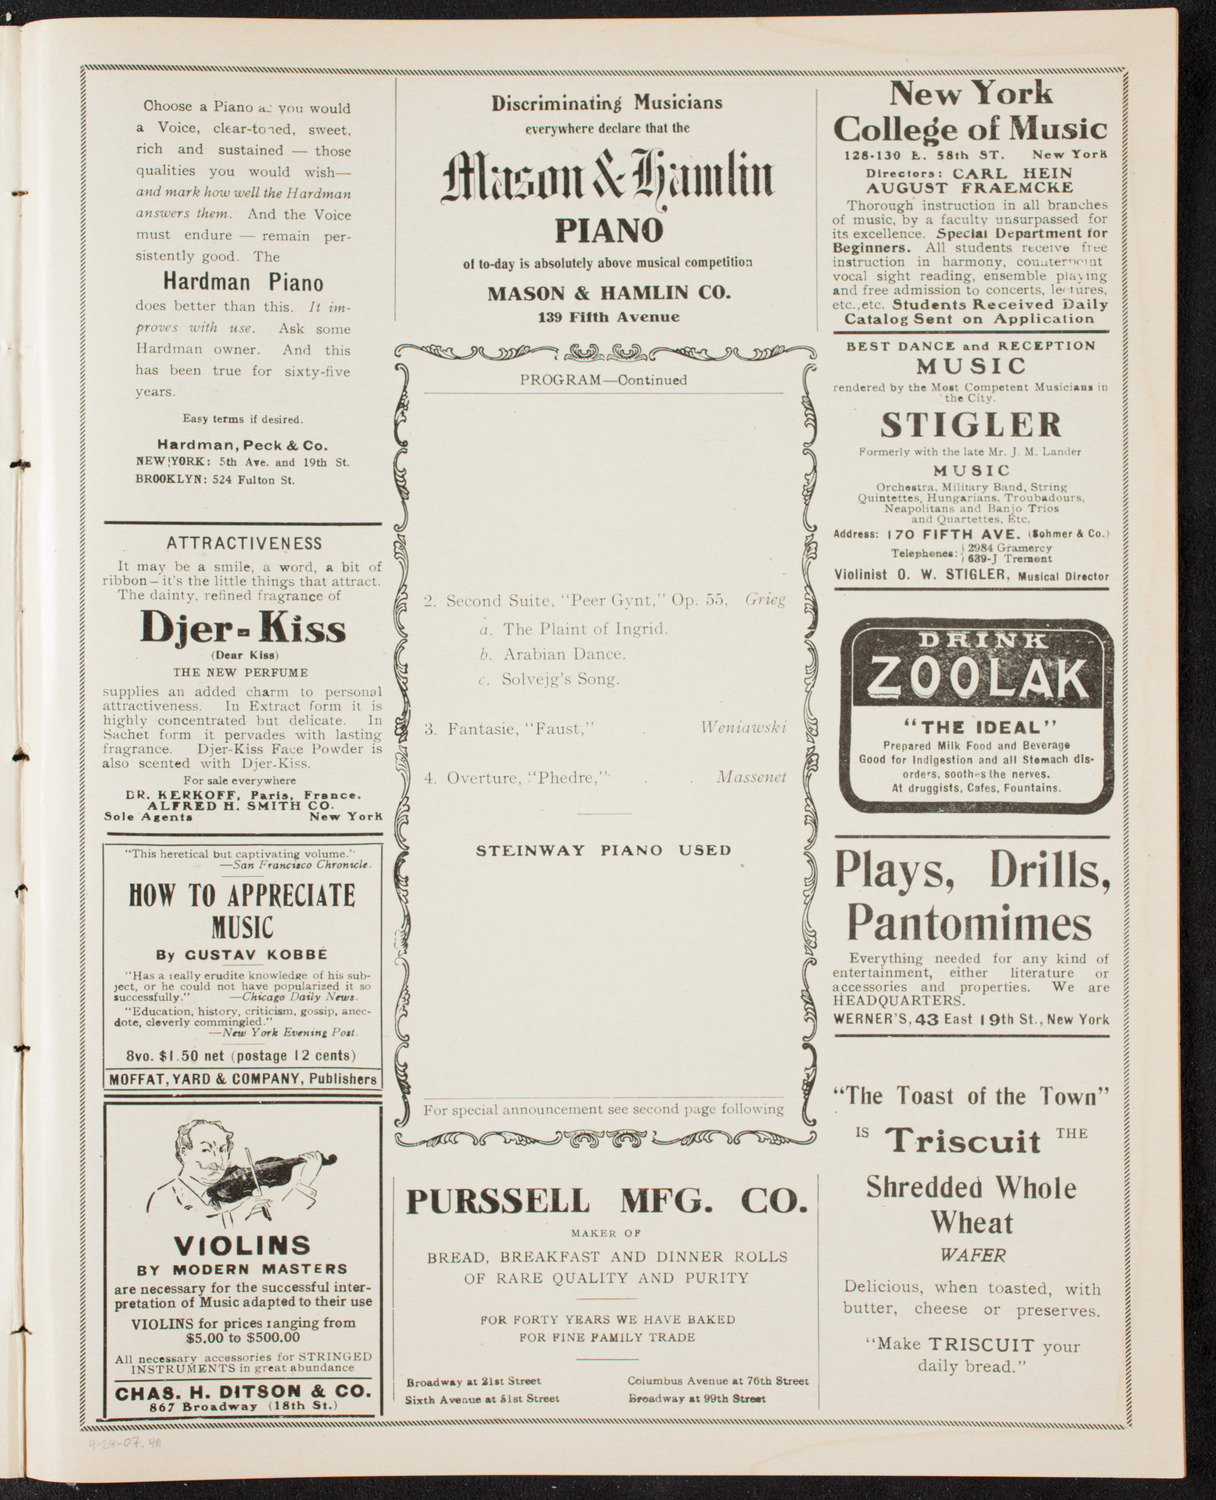 Choose a Piano as you would
a Voice, clear-toned, sweet,
rich and sustained — those
qualities you would wish—
and mark how well the Hardman
answers them. And the Voice
must endure — remain per-
sistently good. The
Hardman Piano
does better than this. It im-
proves with use. Ask some
Hardman owner. And this
has been true for sixty-five
years.
Easy terms if desired.
Hardman, Peck & Co.
NEW YORK: 5th Ave. and 19th St.
BROOKLYN: 524 Fulton St.
ATTRACTIVENESS
It may be a smile, a word, a bit of
ribbon—it's the little things that attract.
The dainty, refined fragrance of
Djer-Kiss
(Dear Kiss)
THE NEW PERFUME
supplies an added charm to personal
attractiveness. In Extract form it is
highly concentrated but delicate. In
Sachet form it pervades with lasting
fragrance. Djer-Kiss Face Powder is
also scented with Djer-Kiss.
For sale everywhere
DR. KERKOFF, Paris, France.
ALFRED H. SMITH CO.
Sole Agents New York
"This heretical but captivating volume."
—San Francisco Chronicle.
HOW TO APPRECIATE
MUSIC
By GUSTAV KOBBÉ
"Has a really erudite knowledge of his sub-
ject, or he could not have popularized it so
successfully." —Chicago Daily News.
"Education, history, criticism, gossip, anec-
dote, cleverly commingled."
—New York Evening Post.
8vo. $1.50 net (postage 12 cents)
MOFFAT, YARD & COMPANY, Publishers
VIOLINS
BY MODERN MASTERS
are necessary for the successful inter-
pretation of Music adapted to their use
VIOLINS for prices ranging from
$5.00 to $500.00
All necessary accessories for STRINGED
INSTRUMENTS in great abundance
CHAS. H. DITSON & CO.
867 Broadway (18th St.)
Discriminating Musicians
everywhere declare that the
Mason & Hamlin
PIANO
of to-day is absolutely above musical competition
MASON & HAMLIN CO.
139 Fifth Avenue
PROGRAM—Continued
2. Second Suite, "Peer Gynt," Op. 55, Grieg
a. The Plaint of Ingrid.
b. Arabian Dance.
c. Solvejg's Song.
3. Fantasie, "Faust," . Weniawski
4. Overture, "Phedre," . . Massenet
STEINWAY PIANO USED
For special announcement see second page following
PURSSELL MFG. CO.
MAKER OF
BREAD, BREAKFAST AND DINNER ROLLS
OF RARE QUALITY AND PURITY
FOR FORTY YEARS WE HAVE BAKED
FOR FINE FAMILY TRADE
Broadway at 21st Street Columbus Avenue at 76th Street
Sixth Avenue at 51st Street Broadway at 99th Street
New York
College of Music
128-130 E. 58th ST. New York
Directors: CARL HEIN
AUGUST FRAEMCKE
Thorough instruction in all branches
of music, by a faculty unsurpassed for
its excellence. Special Department for
Beginners. All students receive free
instruction in harmony, counterpoint
vocal sight reading, ensemble playing
and free admission to concerts, lectures,
etc., etc. Students Received Daily
Catalog Sent on Application
BEST DANCE and RECEPTION
MUSIC
rendered by the Most Competent Musicians in
the City.
STIGLER
Formerly with the late Mr. J. M. Lander
MUSIC
Orchestra, Military Band, String
Quintettes, Hungarians, Troubadours,
Neapolitans and Banjo Trios
and Quartettes, Etc.
Address: 170 FIFTH AVE. (Sohmer & Co.)
Telephones: { 2984 Gramercy
639-J Tremont
Violinist O. W. STIGLER, Musical Director
DRINK
ZOOLAK
"THE IDEAL"
Prepared Milk Food and Beverage
Good for Indigestion and all Stomach dis-
orders, soothes the nerves.
At druggists, Cafes, Fountains.
Plays, Drills,
Pantomimes
Everything needed for any kind of
entertainment, either literature or
accessories and properties. We are
HEADQUARTERS.
WERNER'S, 43 East 19th St., New York
"The Toast of the Town"
IS Triscuit THE
Shredded Whole
Wheat
WAFER
Delicious, when toasted, with
butter, cheese or preserves.
"Make TRISCUIT your
daily bread."
4-29-07.4A